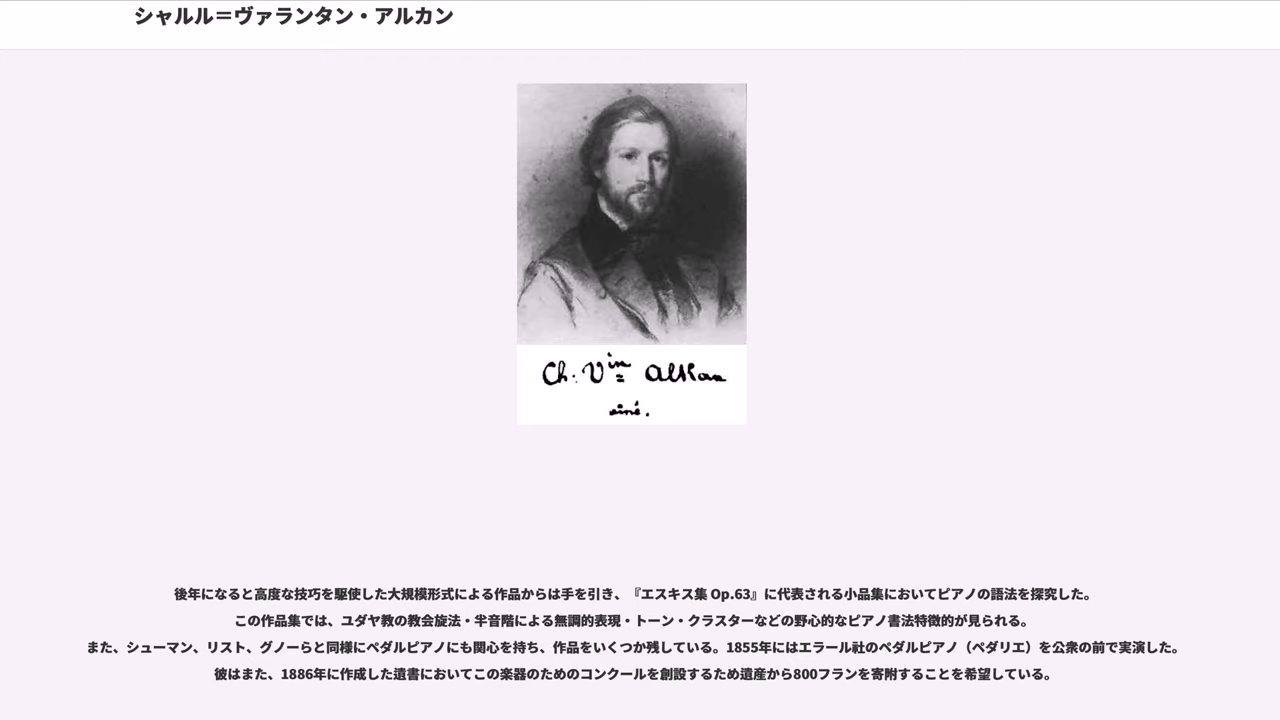 シャルル＝ヴァランタン・アルカン
Ch. Vin Alkan
ainé.
後年になると高度な技巧を駆使した大規模形式による作品からは手を引き、『エスキス集 Op.63』に代表される小品集においてピアノの語法を探究した。
この作品集では、ユダヤ教の教会旋法・半音階による無調的表現・トーン・クラスターなどの野心的なピアノ書法特徴的が見られる。
また、シューマン、リスト、グノーらと同様にペダルピアノにも関心を持ち、作品をいくつか残している。1855年にはエラール社のペダルピアノ（ペダリエ）を公衆の前で実演した。
彼はまた、1886年に作成した遺書においてこの楽器のためのコンクールを創設するため遺産から800フランを寄附することを希望している。